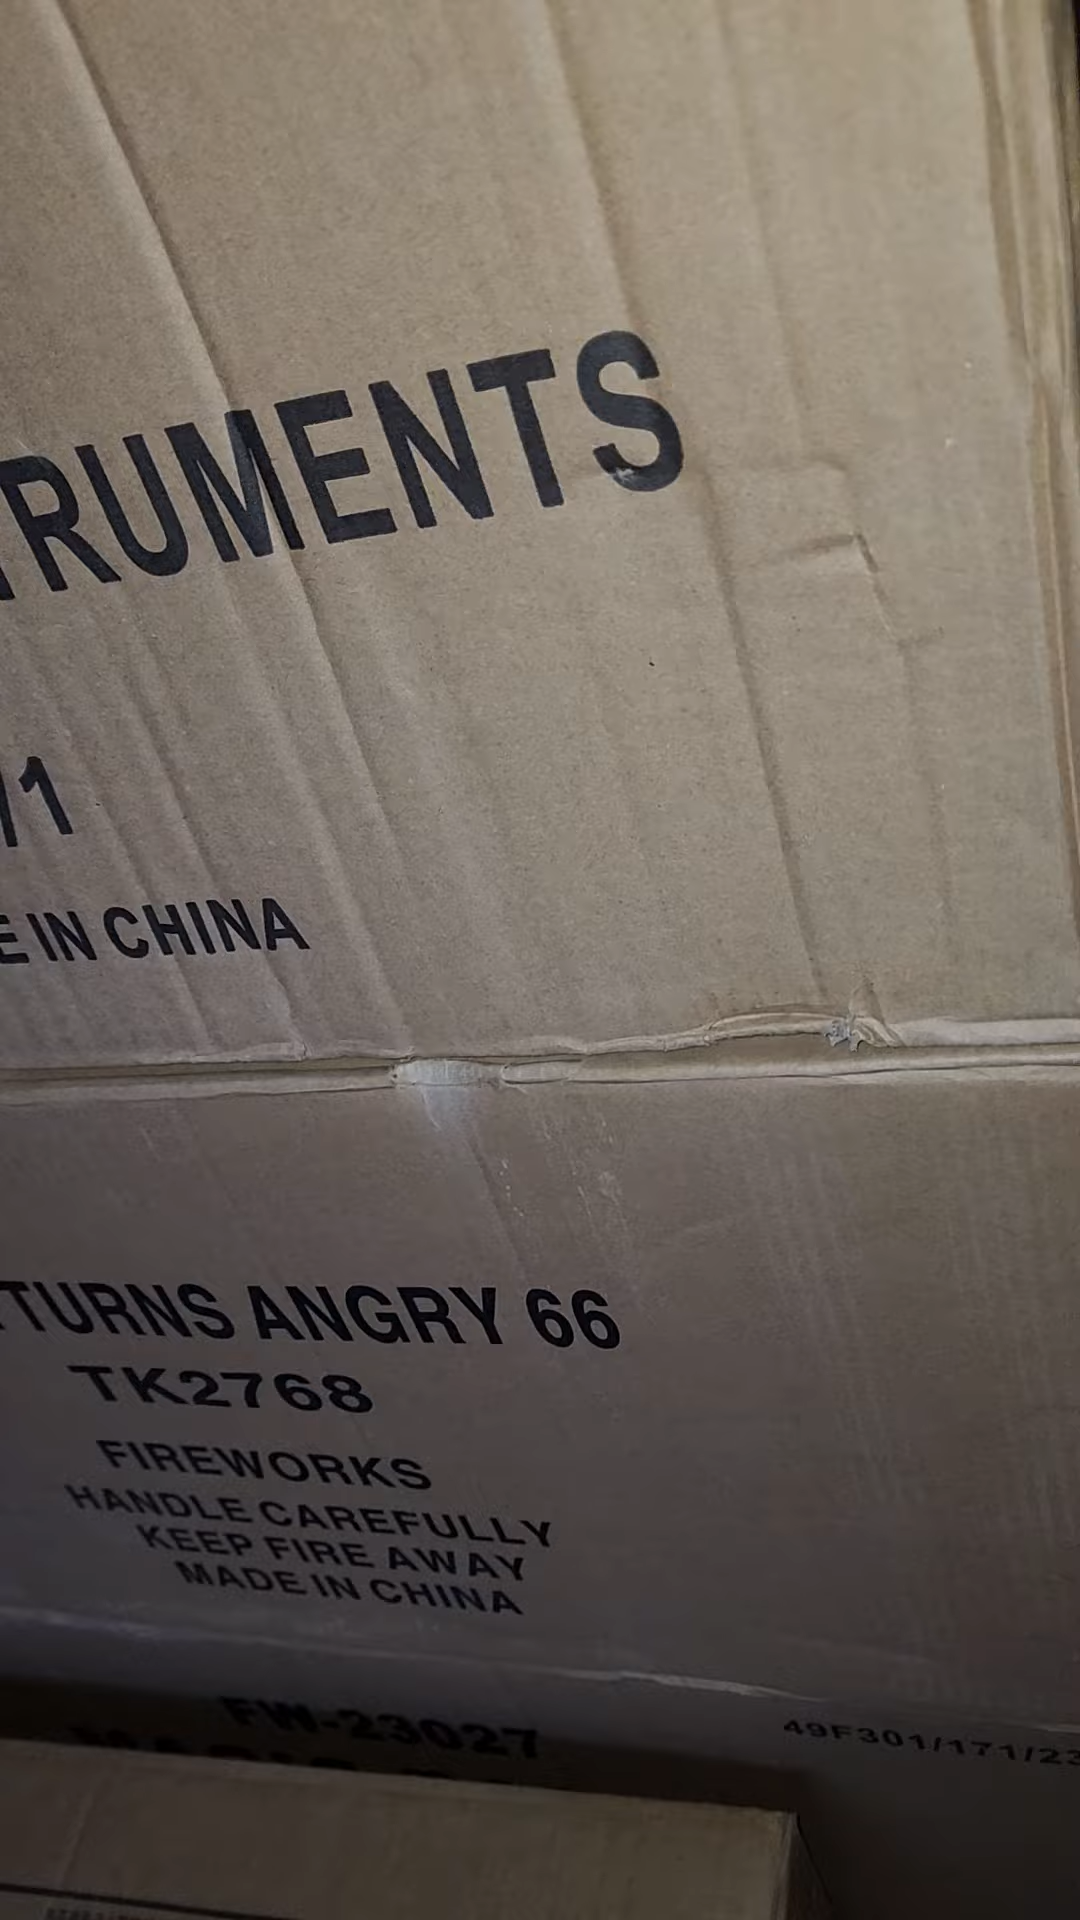 TRUMENTS
/1
E IN CHINA
TURNS ANGRY 66
TK2768
FIREWORKS
HANDLE CAREFULLY
KEEP FIRE AWAY
MADE IN CHINA
FW-23027
49F301/171/23